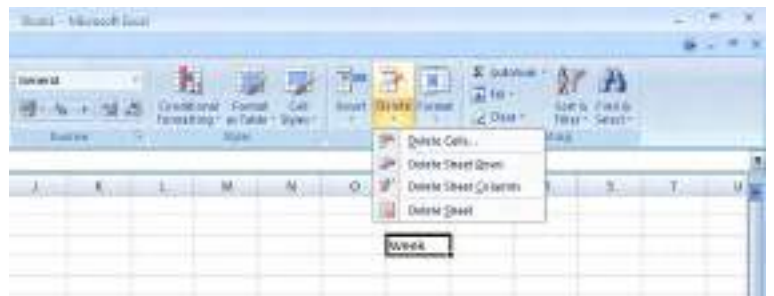 Microsoft Excel
General
Conditional Formatting
Format as Table
Cell Styles
Insert
Delete
Format
Σ AutoSum
Fill
Clear
Sort & Filter
Find & Select
Number
Styles
Delete Cells...
Delete Sheet Rows
Delete Sheet Columns
Delete Sheet
J K L M N O S T U
Week